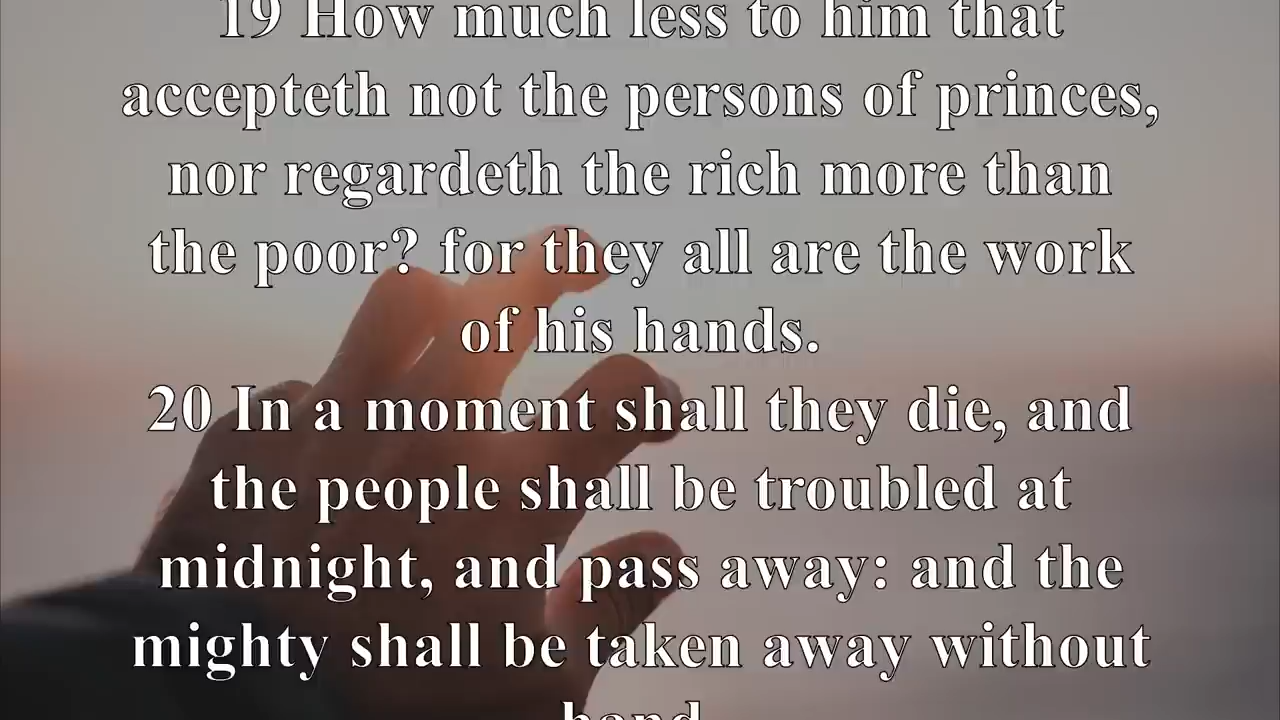 19 How much less to him that
accepteth not the persons of princes,
nor regardeth the rich more than
the poor? for they all are the work
of his hands.
20 In a moment shall they die, and
the people shall be troubled at
midnight, and pass away: and the
mighty shall be taken away without
hand.